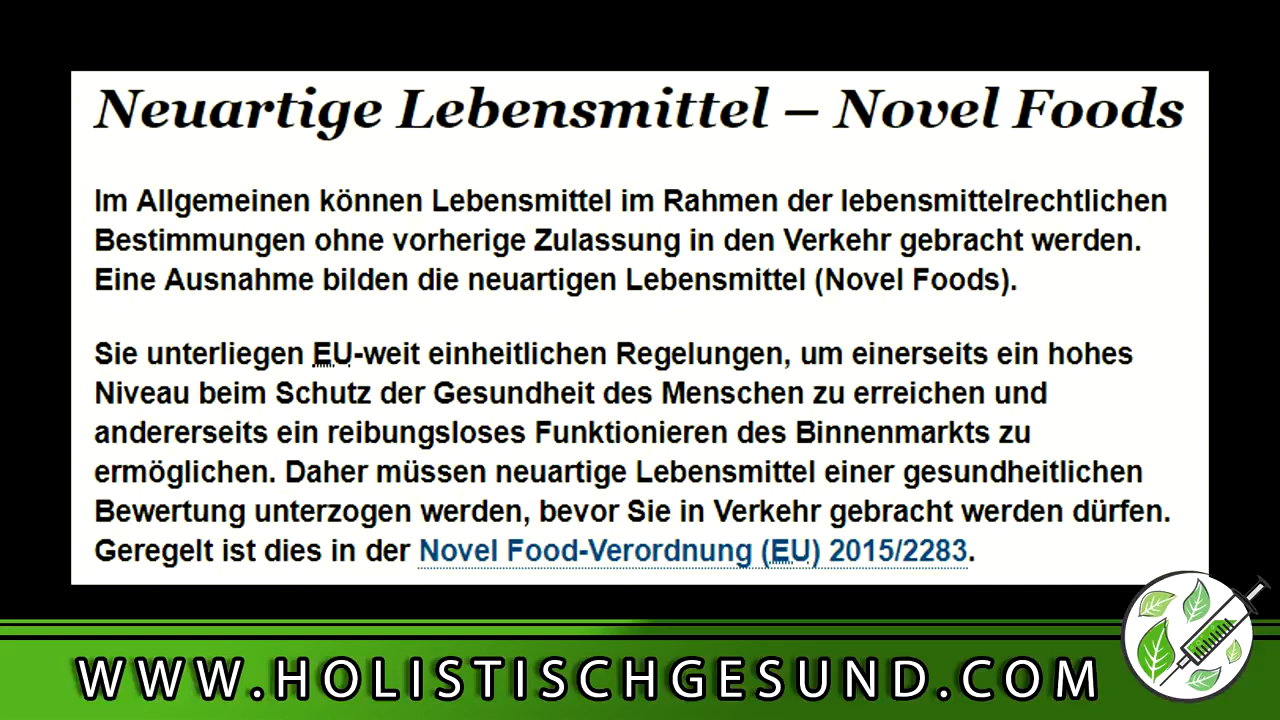 Neuartige Lebensmittel – Novel Foods
Im Allgemeinen können Lebensmittel im Rahmen der lebensmittelrechtlichen
Bestimmungen ohne vorherige Zulassung in den Verkehr gebracht werden.
Eine Ausnahme bilden die neuartigen Lebensmittel (Novel Foods).
Sie unterliegen EU-weit einheitlichen Regelungen, um einerseits ein hohes
Niveau beim Schutz der Gesundheit des Menschen zu erreichen und
andererseits ein reibungsloses Funktionieren des Binnenmarkts zu
ermöglichen. Daher müssen neuartige Lebensmittel einer gesundheitlichen
Bewertung unterzogen werden, bevor Sie in Verkehr gebracht werden dürfen.
Geregelt ist dies in der Novel Food-Verordnung (EU) 2015/2283.
WWW.HOLISTISCHGESUND.COM